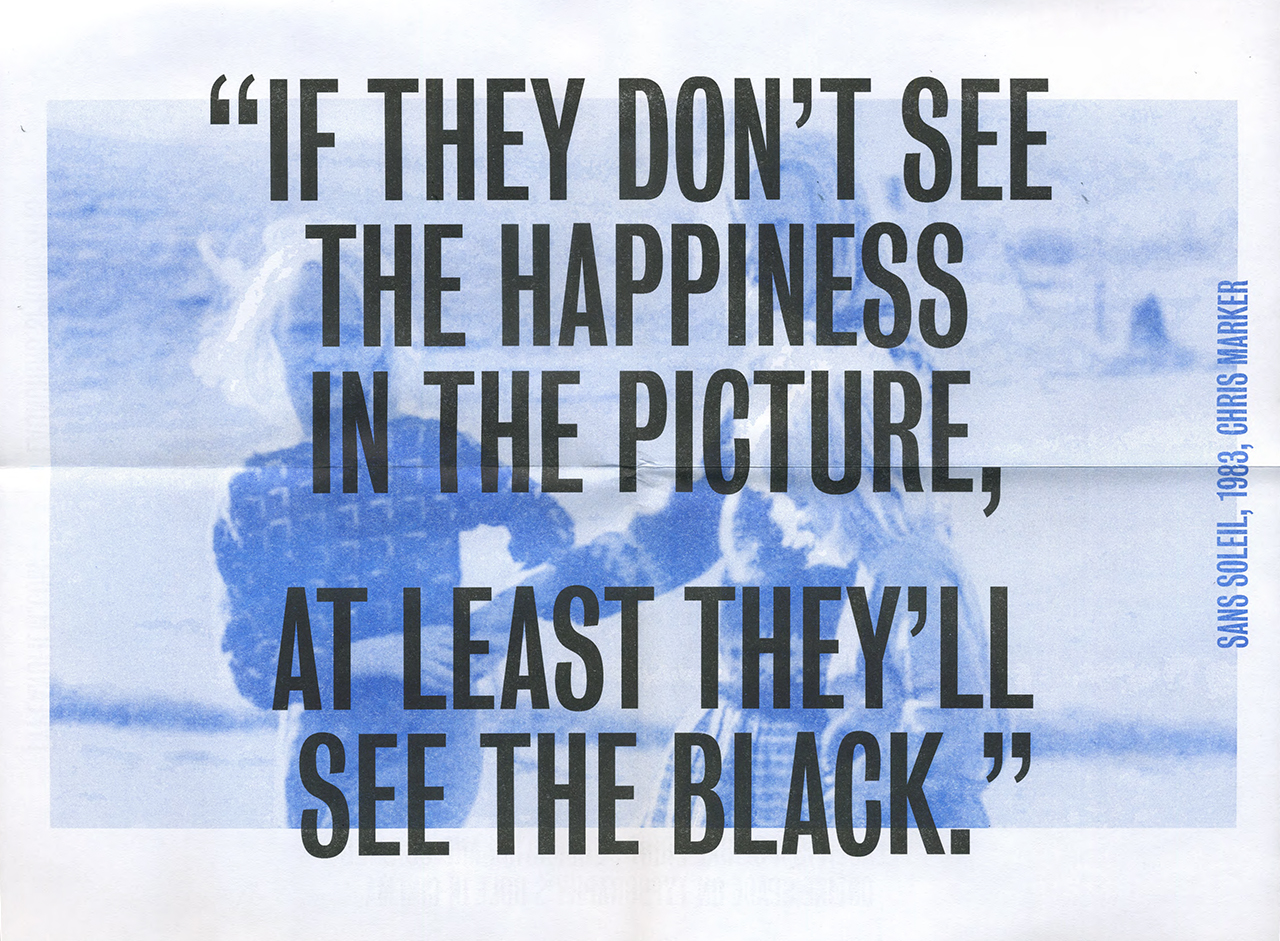 “IF THEY DON’T SEE
THE HAPPINESS
IN THE PICTURE,
AT LEAST THEY’LL
SEE THE BLACK.”
SANS SOLEIL, 1983, CHRIS MARKER